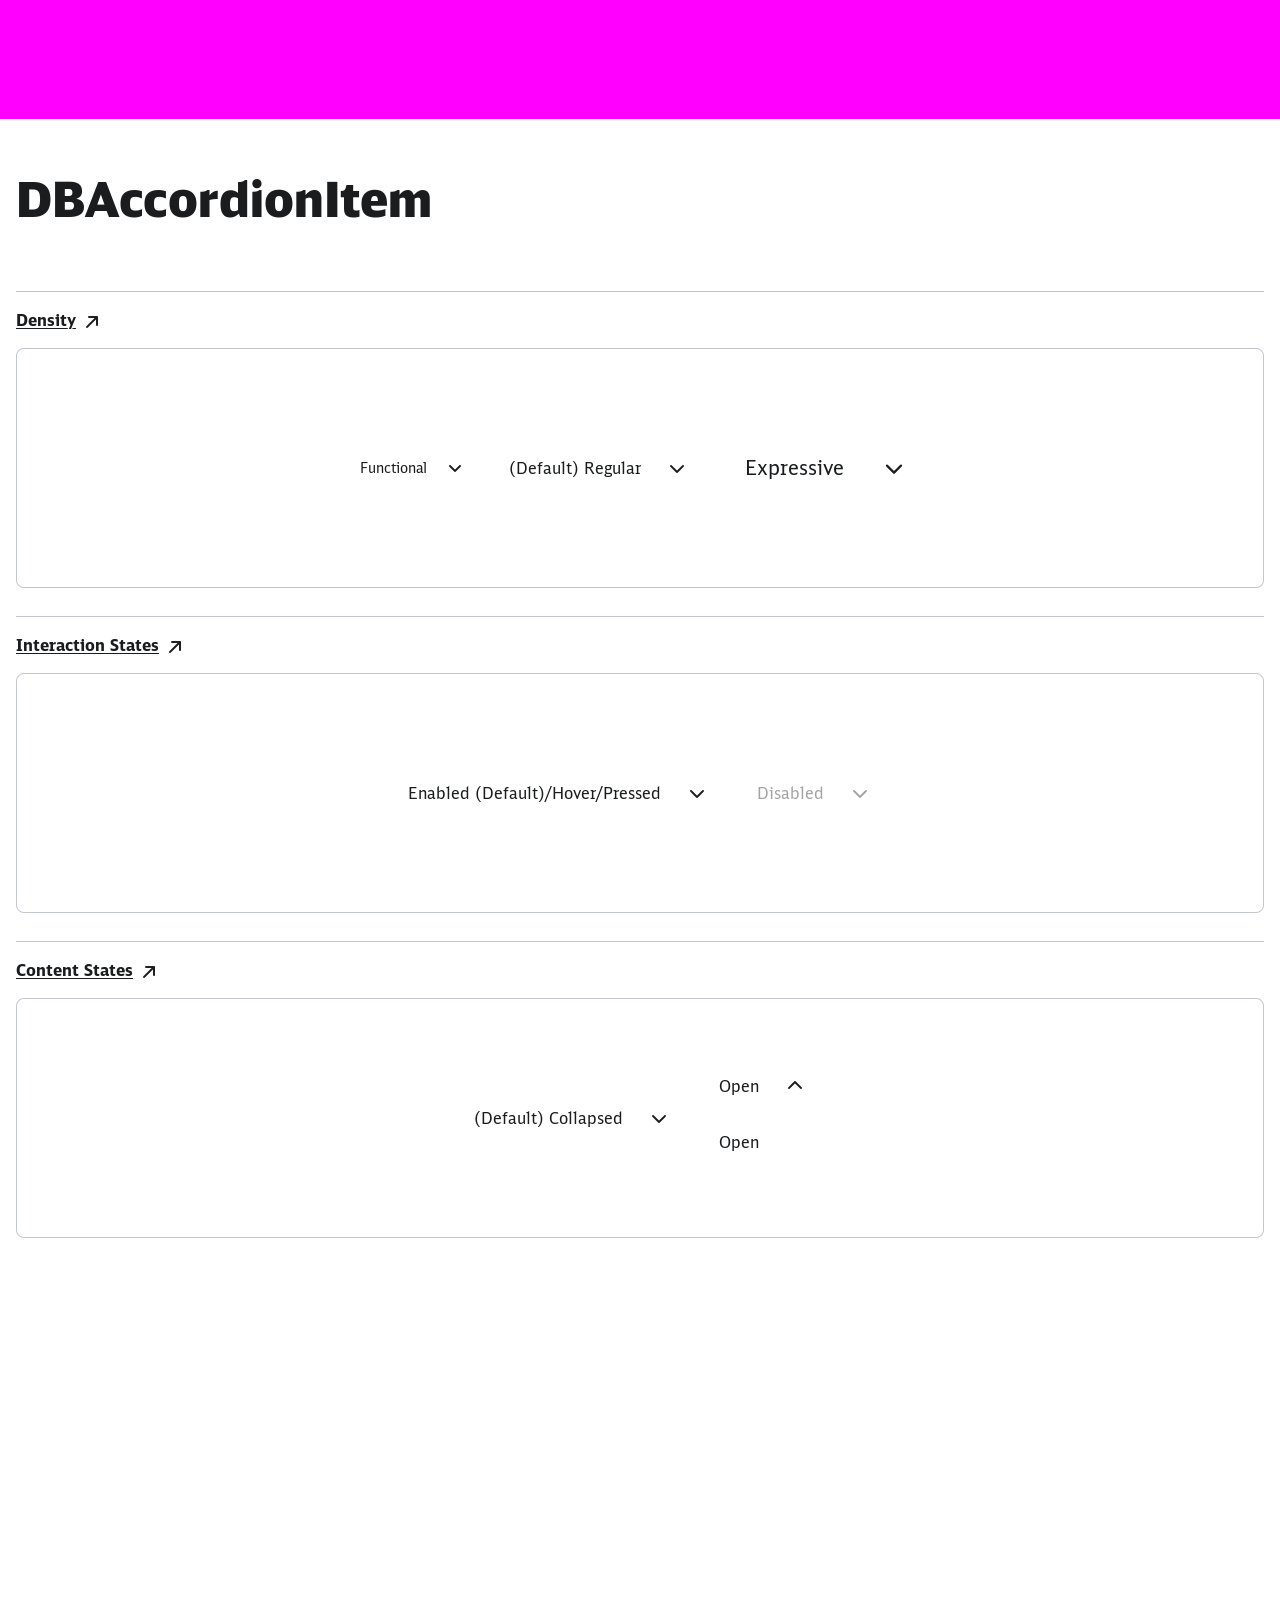 DBAccordionItem
Density
Functional
(Default) Regular
Expressive
Interaction States
Enabled (Default)/Hover/Pressed
Disabled
Content States
(Default) Collapsed
Open
Open